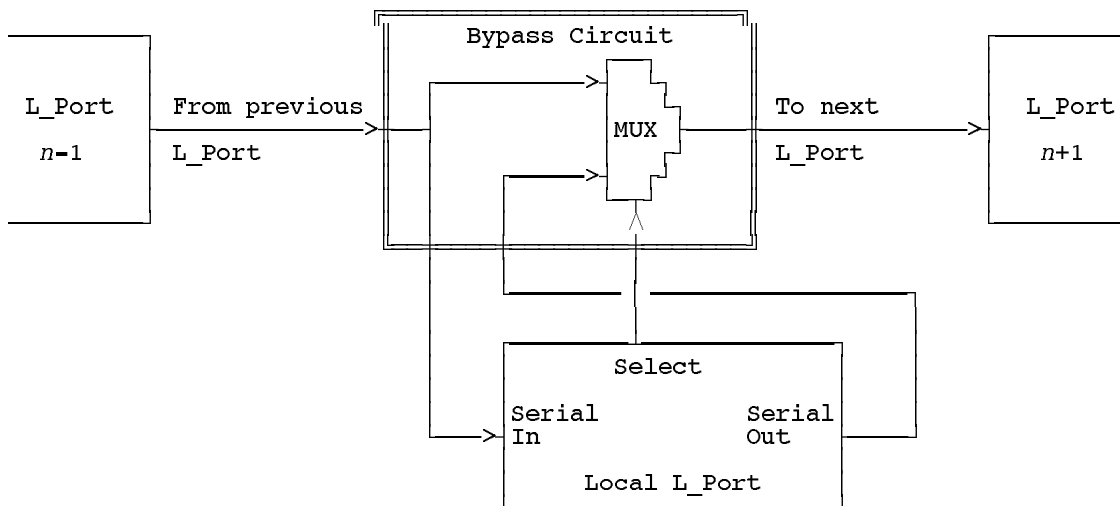 Bypass Circuit
L_Port
n-1
From previous
L_Port
MUX
To next
L_Port
L_Port
n+1
Select
Serial
In
Serial
Out
Local L_Port